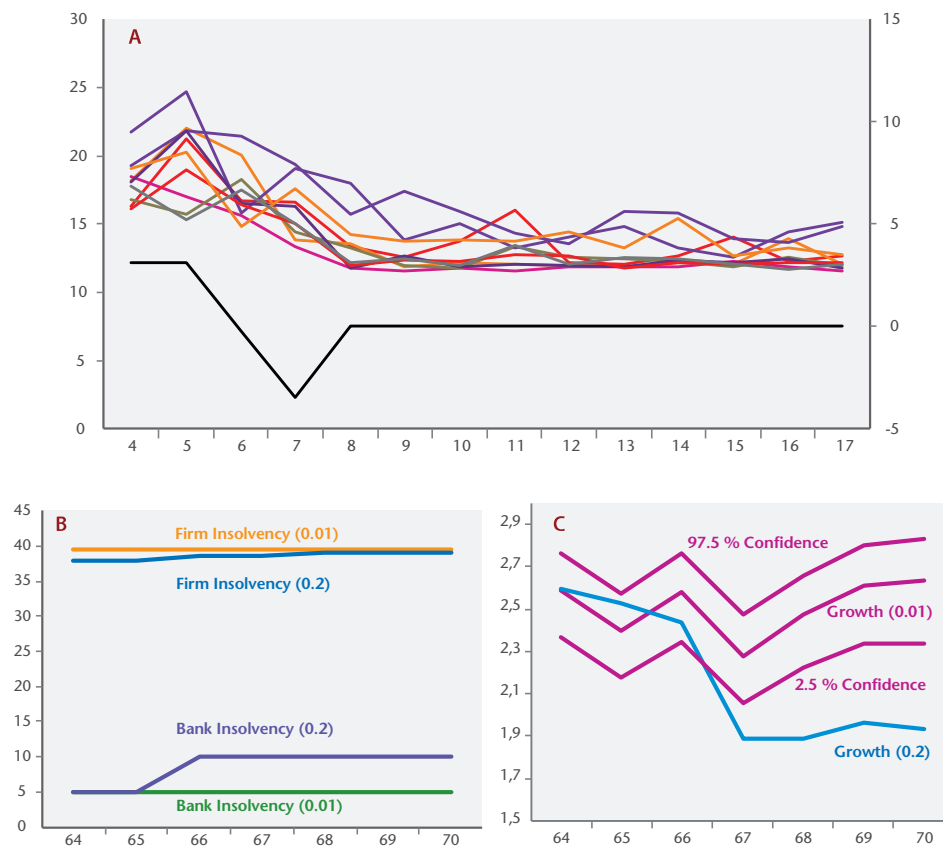 A
30
25
20
15
10
5
0
15
10
5
0
-5
4 5 6 7 8 9 10 11 12 13 14 15 16 17
B
45
40
35
30
25
20
15
10
5
0
Firm Insolvency (0.01)
Firm Insolvency (0.2)
Bank Insolvency (0.2)
Bank Insolvency (0.01)
64 65 66 67 68 69 70
C
2,9
2,7
2,5
2,3
2,1
1,9
1,7
1,5
97.5 % Confidence
Growth (0.01)
2.5 % Confidence
Growth (0.2)
64 65 66 67 68 69 70